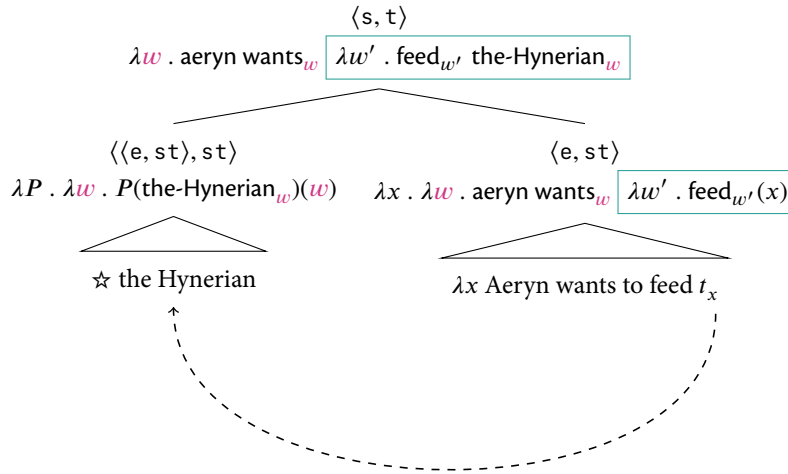 ⟨s, t⟩
λw . aeryn wants_w λw′ . feed_w′ the-Hynerian_w
⟨⟨e, st⟩, st⟩ ⟨e, st⟩
λP . λw . P(the-Hynerian_w)(w) λx . λw . aeryn wants_w λw′ . feed_w′(x)
☆ the Hynerian λx Aeryn wants to feed t_x